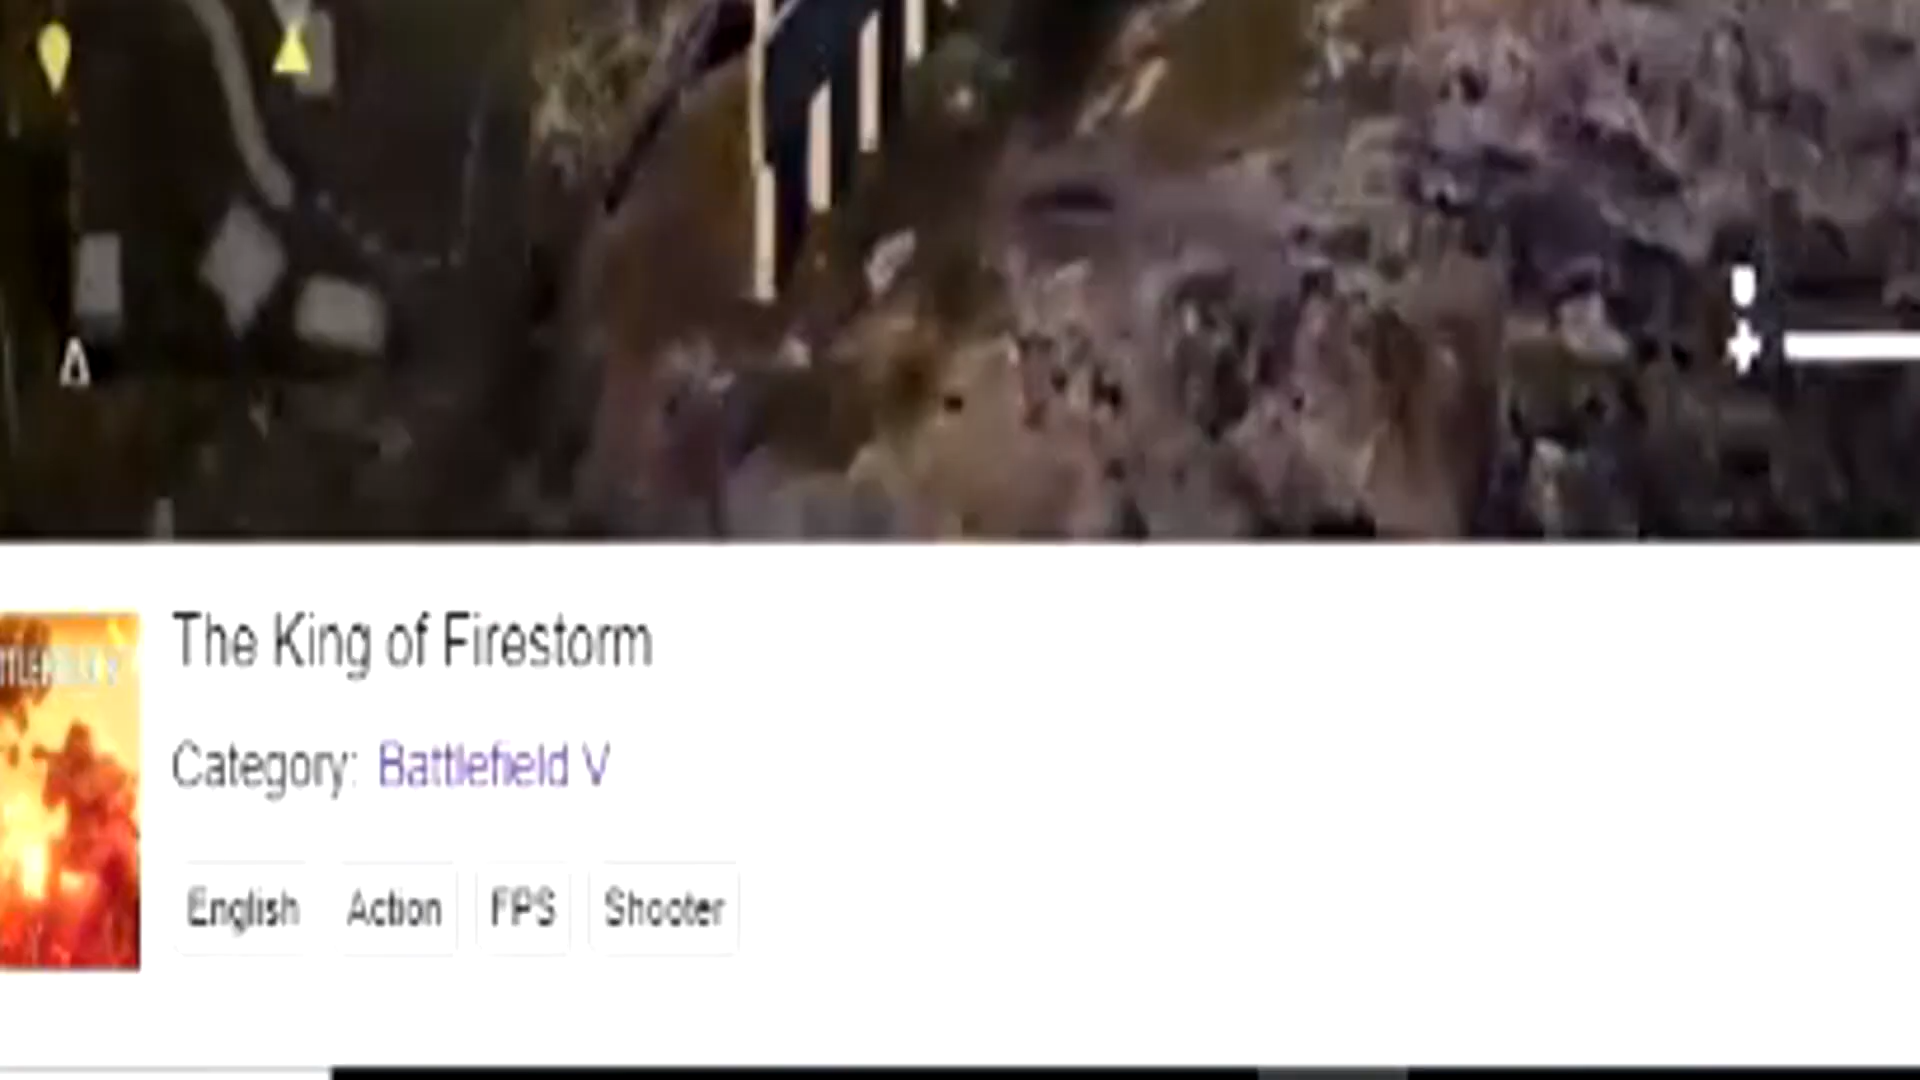 The King of Firestorm
Category: Battlefield V
English Action FPS Shooter